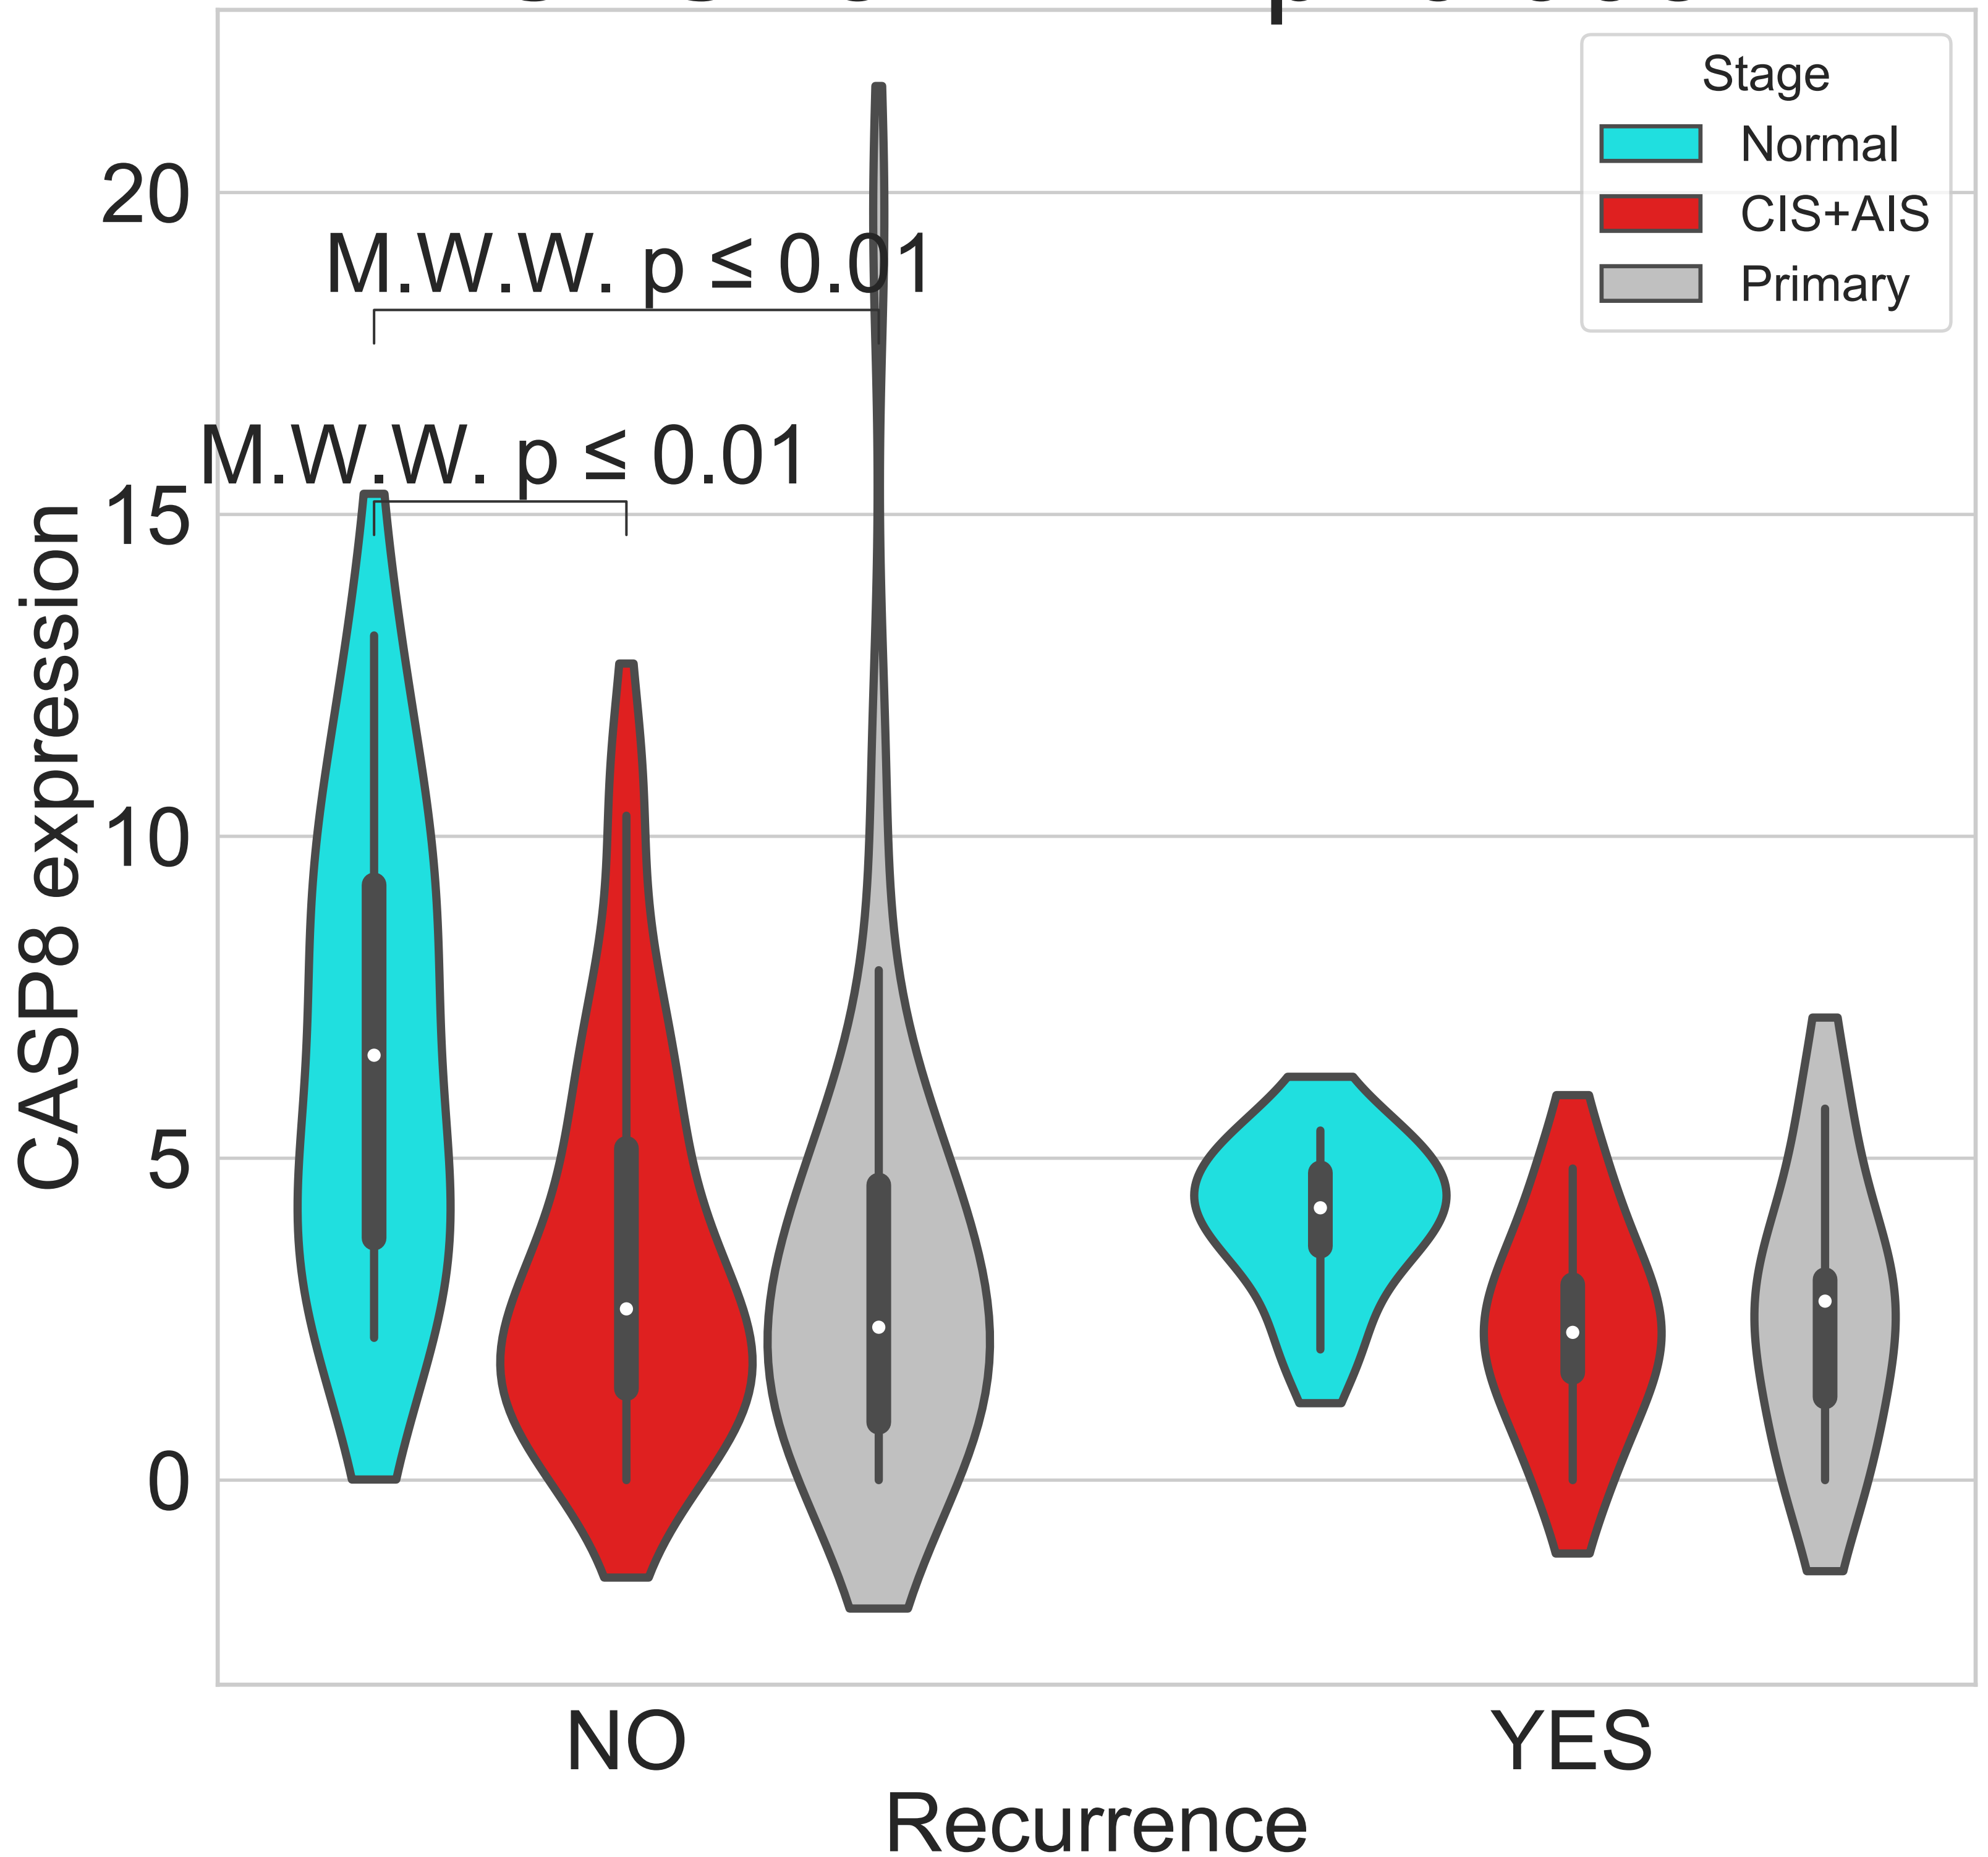 Stage
Normal
CIS+AIS
Primary
20
M.W.W. p ≤ 0.01
M.W.W. p ≤ 0.01
15
10
5
0
CASP8 expression
NO
YES
Recurrence